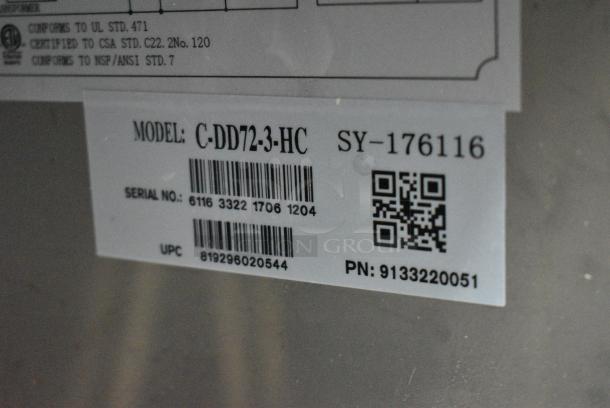 CONFORMS TO UL STD. 471
CERTIFIED TO CSA STD. C22.2No. 120
CONFORMS TO NSF/ANSI STD. 7
MODEL: C-DD72-3-HC SY-176116
SERIAL NO.: 6116 3322 1706 1204
UPC 819296020544
PN: 9133220051